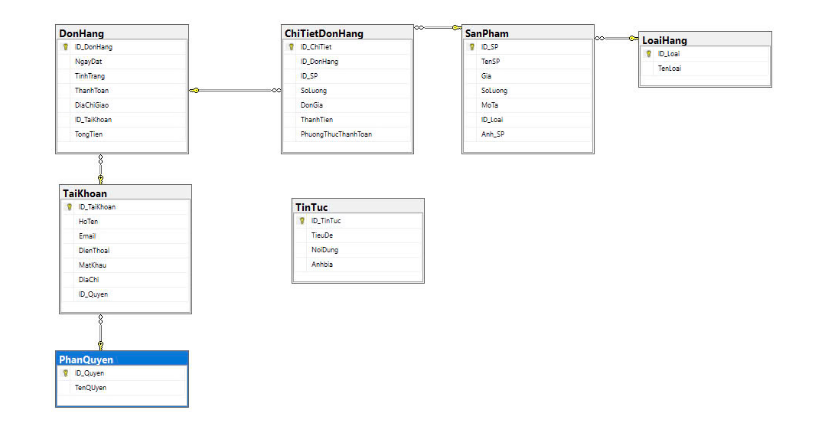 DonHang
ID_DonHang
NgayDat
TinhTrang
ThanhToan
DiaChiGiao
ID_TaiKhoan
TongTien
ChiTietDonHang
ID_ChiTiet
ID_DonHang
ID_SP
SoLuong
DonGia
ThanhTien
PhuongThucThanhToan
SanPham
ID_SP
TenSP
Gia
SoLuong
MoTa
ID_Loai
Anh_SP
LoaiHang
ID_Loai
TenLoai
TaiKhoan
ID_TaiKhoan
HoTen
Email
DienThoai
MatKhau
DiaChi
ID_Quyen
TinTuc
ID_TinTuc
TieuDe
NoiDung
Anhbia
PhanQuyen
ID_Quyen
TenQUyen